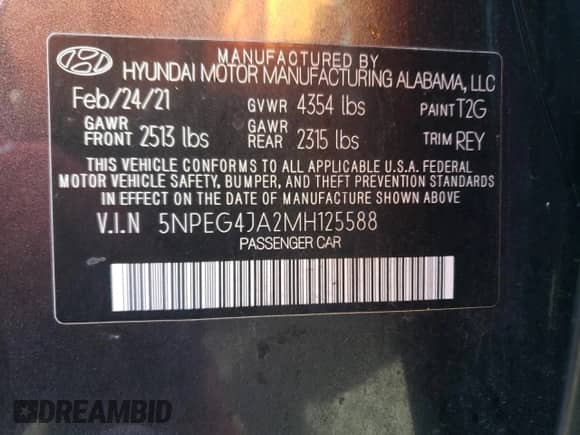 MANUFACTURED BY
HYUNDAI MOTOR MANUFACTURING ALABAMA, LLC
Feb/24/21 GVWR 4354 lbs PAINT T2G
GAWR FRONT 2513 lbs GAWR REAR 2315 lbs TRIM REY
THIS VEHICLE CONFORMS TO ALL APPLICABLE U.S.A. FEDERAL
MOTOR VEHICLE SAFETY, BUMPER, AND THEFT PREVENTION STANDARDS
IN EFFECT ON THE DATE OF MANUFACTURE SHOWN ABOVE.
V.I.N 5NPEG4JA2MH125588
PASSENGER CAR
DREAMBID